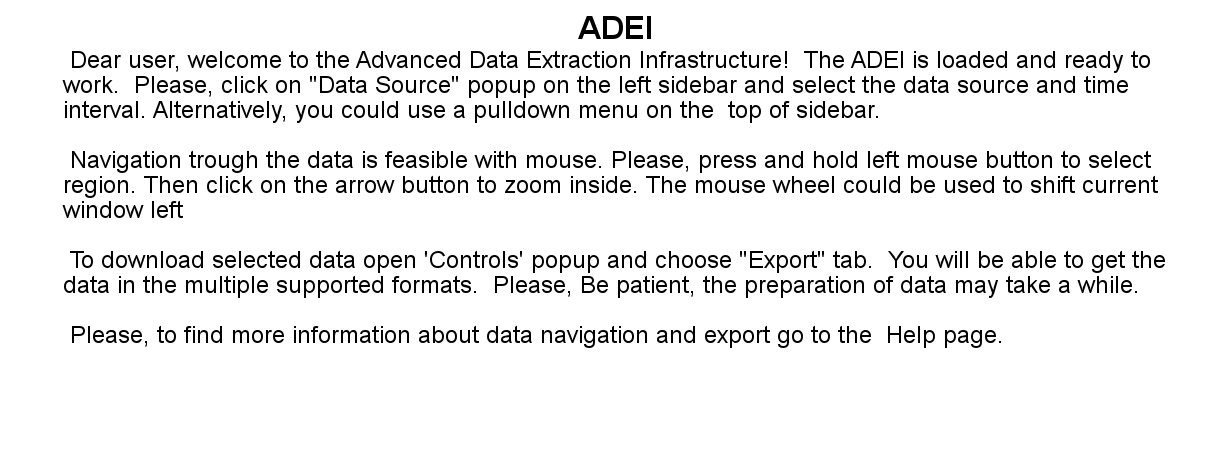 ADEI
Dear user, welcome to the Advanced Data Extraction Infrastructure!  The ADEI is loaded and ready to
work.  Please, click on "Data Source" popup on the left sidebar and select the data source and time
interval. Alternatively, you could use a pulldown menu on the  top of sidebar.
Navigation trough the data is feasible with mouse. Please, press and hold left mouse button to select
region. Then click on the arrow button to zoom inside. The mouse wheel could be used to shift current
window left
To download selected data open 'Controls' popup and choose "Export" tab.  You will be able to get the
data in the multiple supported formats.  Please, Be patient, the preparation of data may take a while.
Please, to find more information about data navigation and export go to the  Help page.